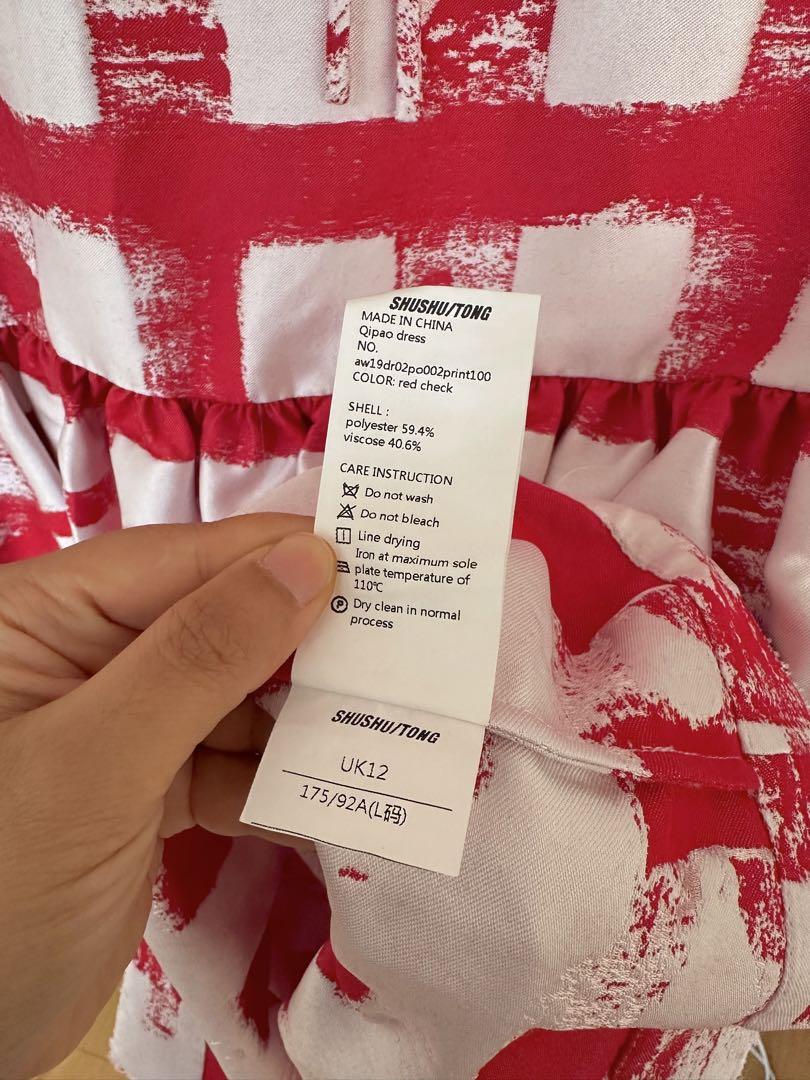 SHUSHU/TONG
MADE IN CHINA
Qipao dress
NO.
aw19dr02po002print100
COLOR: red check
SHELL :
polyester 59.4%
viscose 40.6%
CARE INSTRUCTION
Do not wash
Do not bleach
Line drying
Iron at maximum sole
plate temperature of
110℃
P Dry clean in normal
process
SHUSHU/TONG
UK12
175/92A(L码)